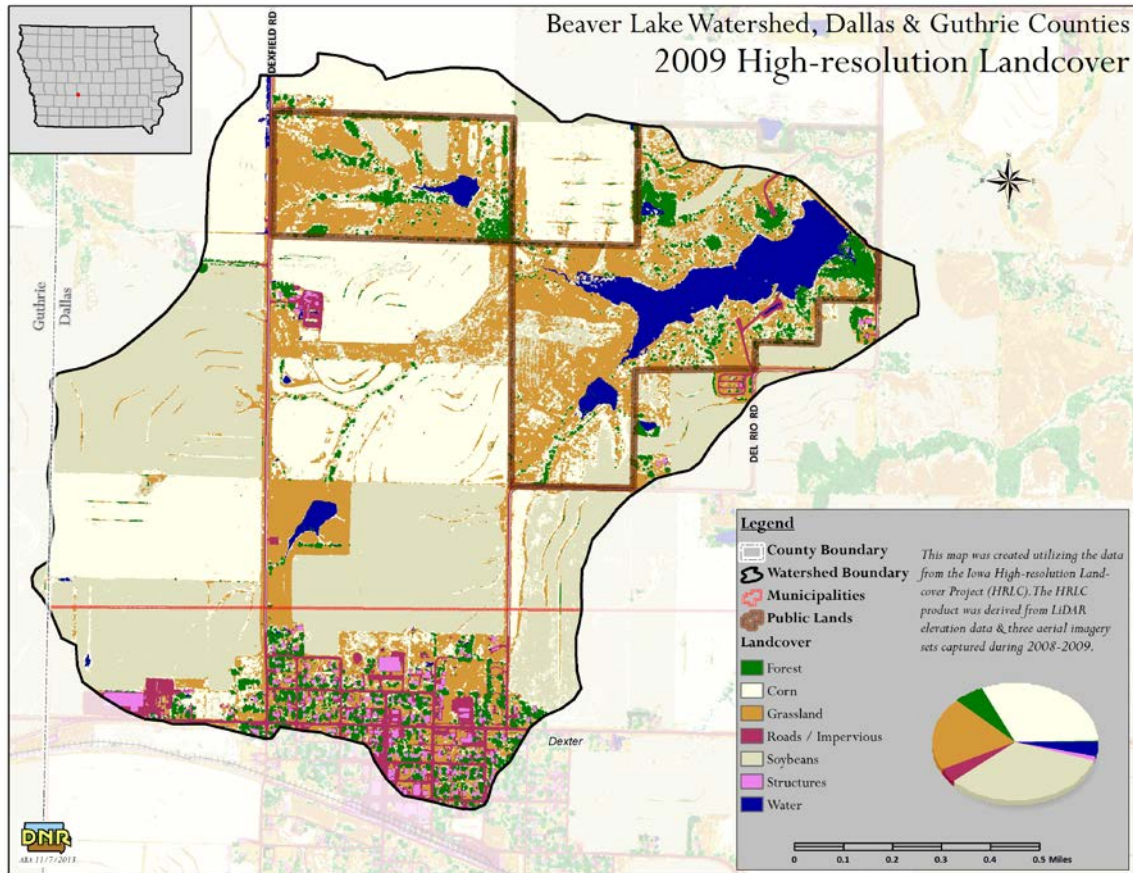 Beaver Lake Watershed, Dallas & Guthrie Counties
2009 High-resolution Landcover
DEXFIELD RD
Guthrie
Dallas
DEL RIO RD
Dexter
N
Legend
County Boundary
Watershed Boundary
Municipalities
Public Lands
Landcover
Forest
Corn
Grassland
Roads / Impervious
Soybeans
Structures
Water
This map was created utilizing the data
from the Iowa High-resolution Land-
cover Project (HRLC). The HRLC
product was derived from LiDAR
elevation data & three aerial imagery
sets captured during 2008-2009.
0 0.1 0.2 0.3 0.4 0.5 Miles
DNR
11/7/2013